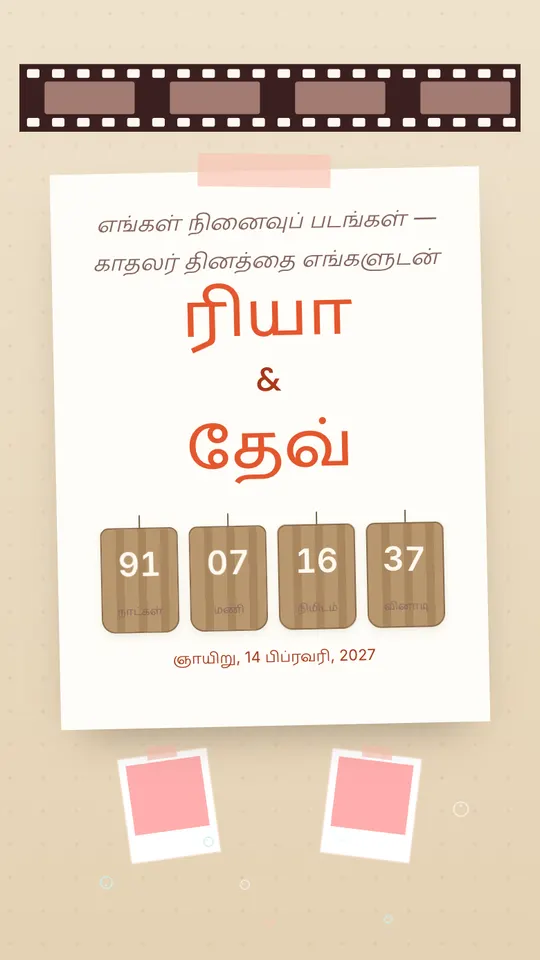 எங்கள் நினைவுப் படங்கள் —
காதலர் தினத்தை எங்களுடன்
ரியா
&
தேவ்
91 07 16 37
நாட்கள் மணி நிமிடம் வினாடி
ஞாயிறு, 14 பிப்ரவரி, 2027